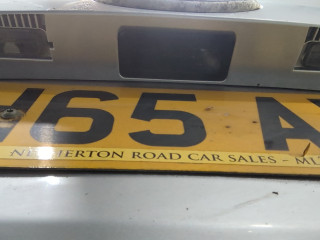 65 A
NETHERTON ROAD CAR SALES -